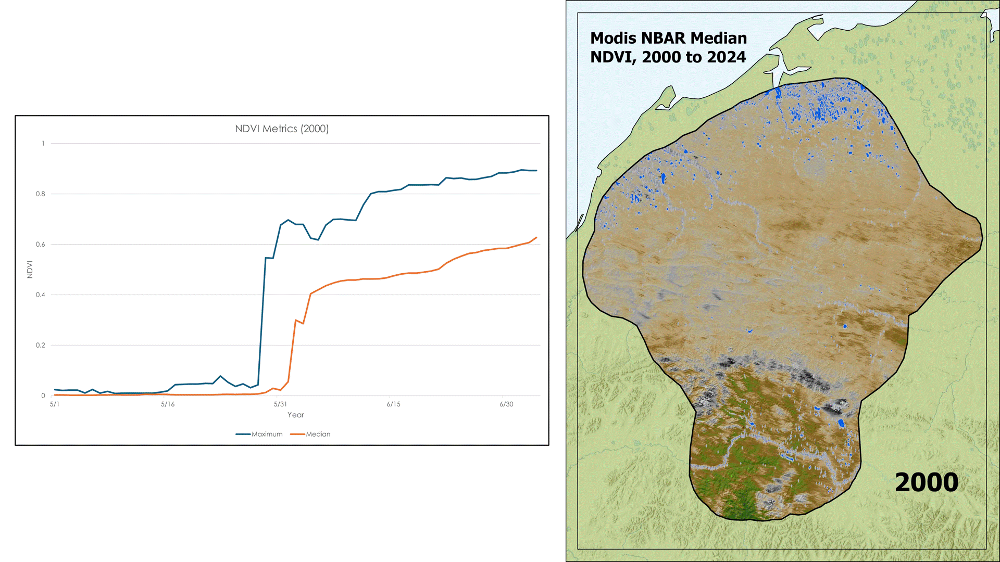 NDVI Metrics (2000)
1
0.8
0.6
0.4
0.2
0
NDVI
5/1
5/16
5/31
6/15
6/30
Year
Maximum
Median
Modis NBAR Median
NDVI, 2000 to 2024
2000